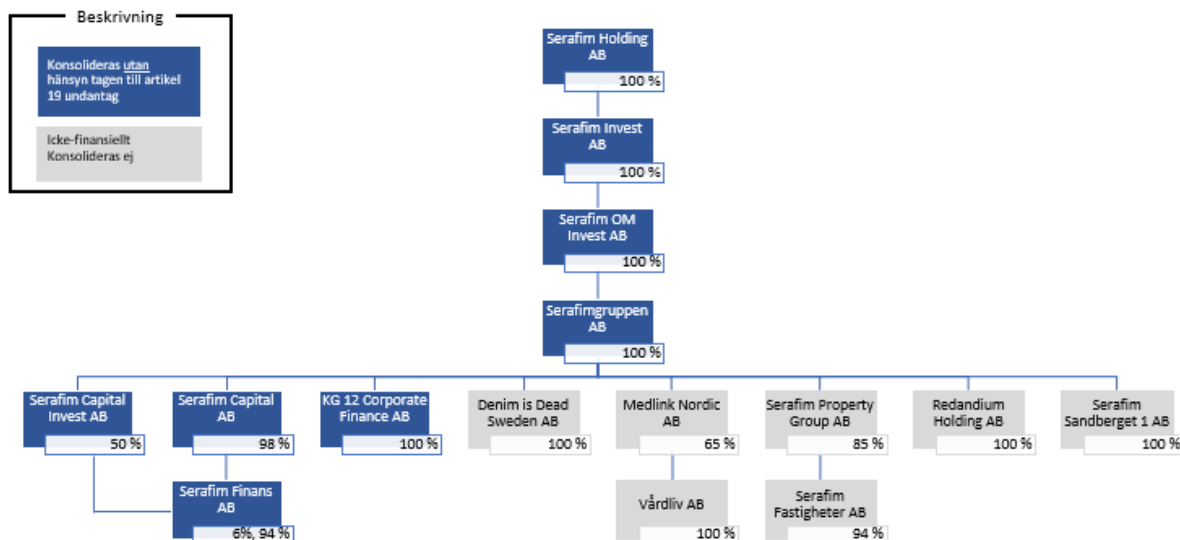 Beskrivning
Konsolideras utan
hänsyn tagen till artikel
19 undantag
Icke-finansiellt
Konsolideras ej
Serafim Holding
AB
100 %
Serafim Invest
AB
100 %
Serafim OM
Invest AB
100 %
Serafimgruppen
AB
100 %
Serafim Capital
Invest AB
50 %
Serafim Capital
AB
98 %
KG 12 Corporate
Finance AB
100 %
Denim is Dead
Sweden AB
100 %
Medlink Nordic
AB
65 %
Serafim Property
Group AB
85 %
Redandium
Holding AB
100 %
Serafim
Sandberget 1 AB
100 %
Serafim Finans
AB
6%, 94 %
Vårdliv AB
100 %
Serafim
Fastigheter AB
94 %